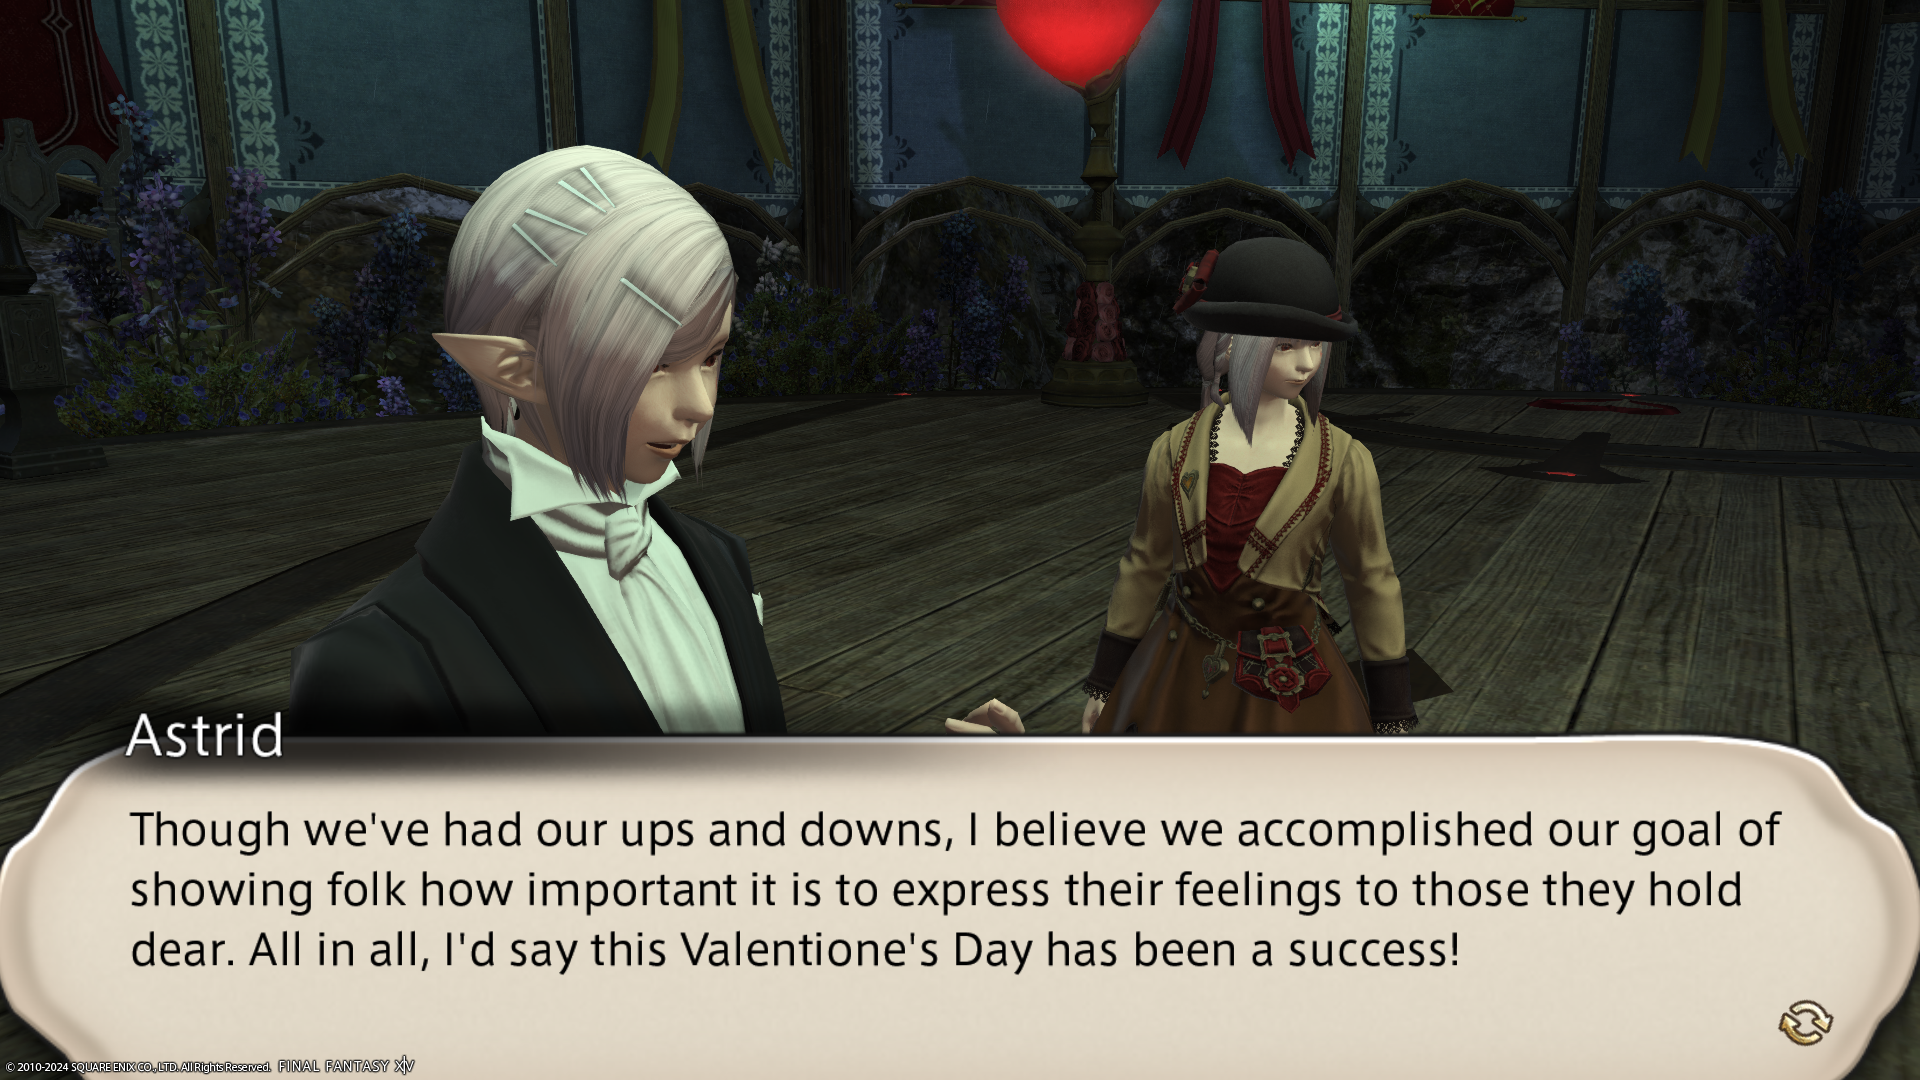 Astrid
Though we've had our ups and downs, I believe we accomplished our goal of
showing folk how important it is to express their feelings to those they hold
dear. All in all, I'd say this Valentione's Day has been a success!
© 2010-2024 SQUARE ENIX CO., LTD. All Rights Reserved. FINAL FANTASY XIV